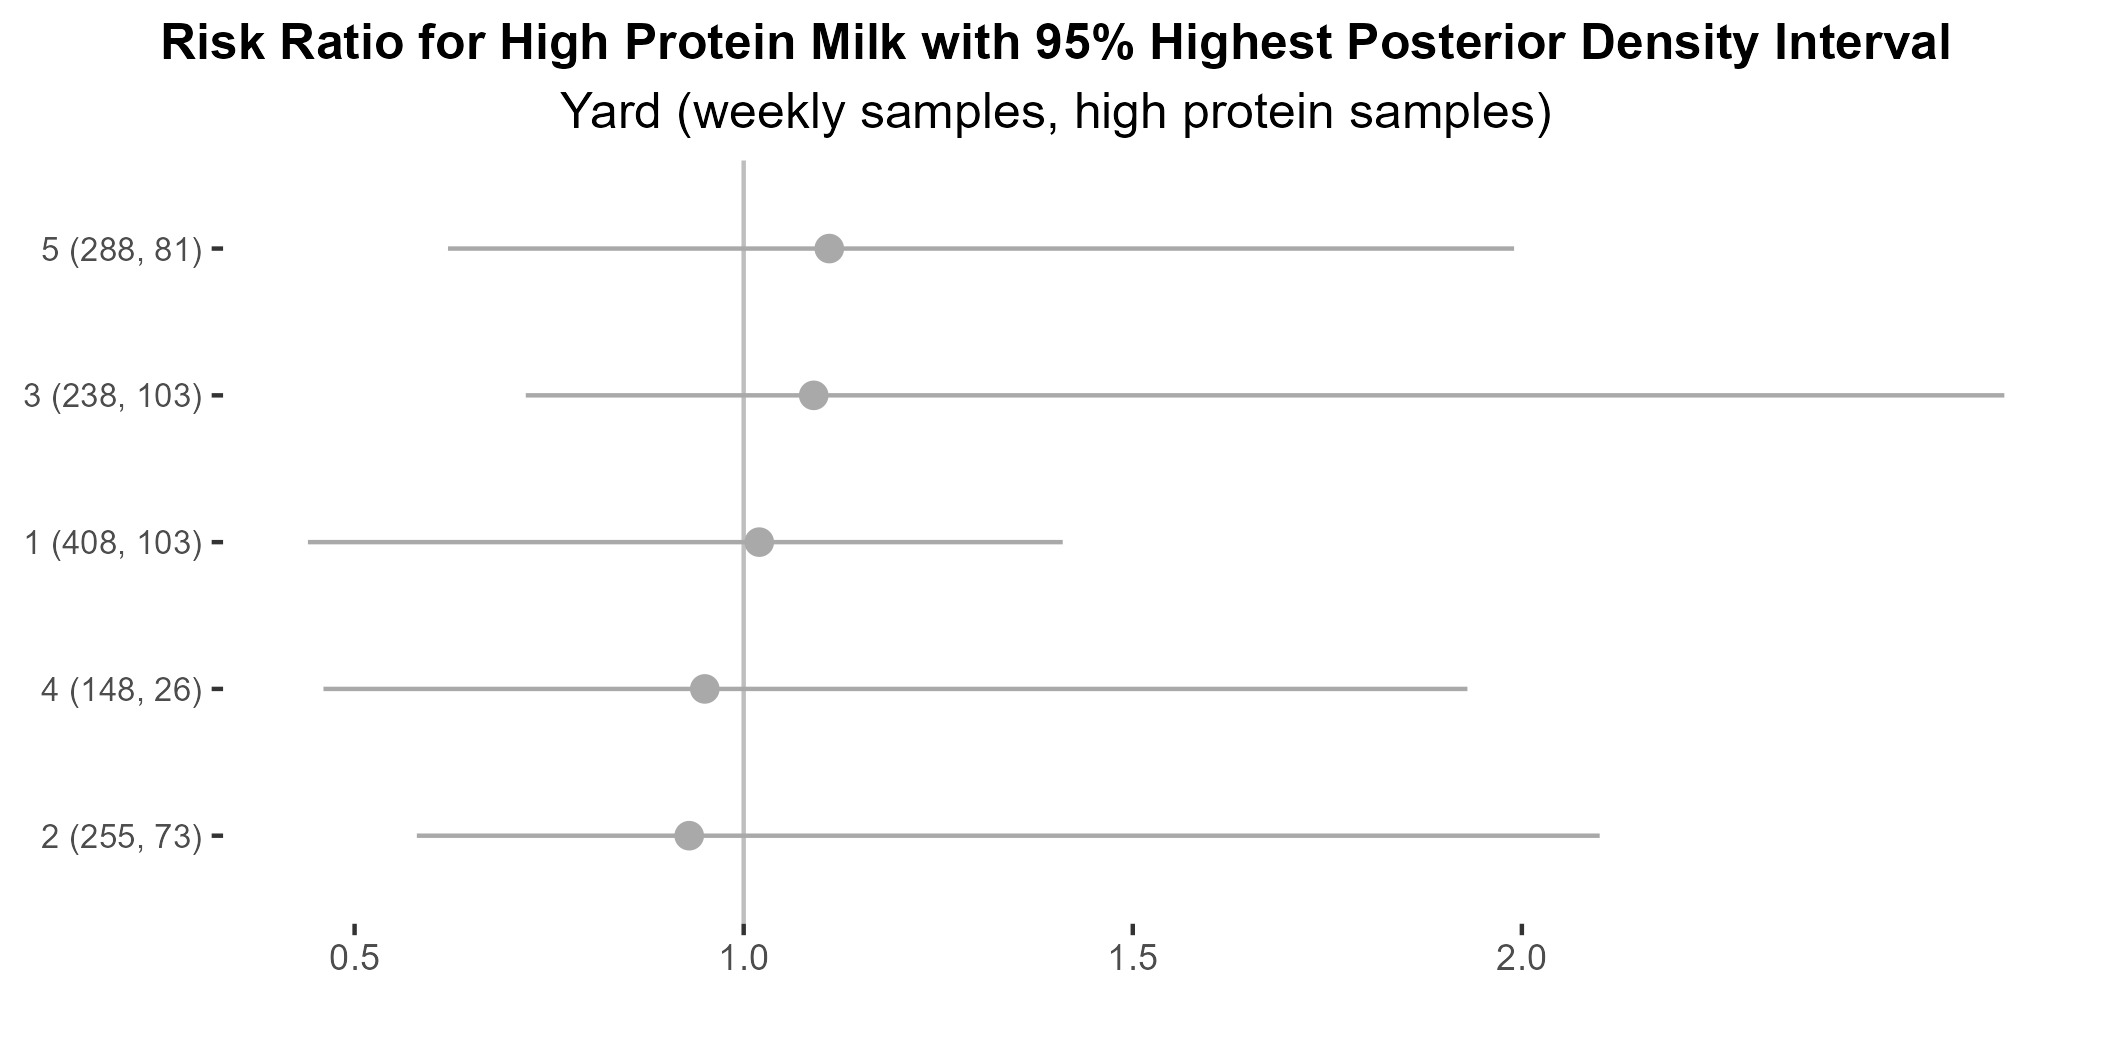 Risk Ratio for High Protein Milk with 95% Highest Posterior Density Interval
Yard (weekly samples, high protein samples)
5 (288, 81)
3 (238, 103)
1 (408, 103)
4 (148, 26)
2 (255, 73)
0.5 1.0 1.5 2.0